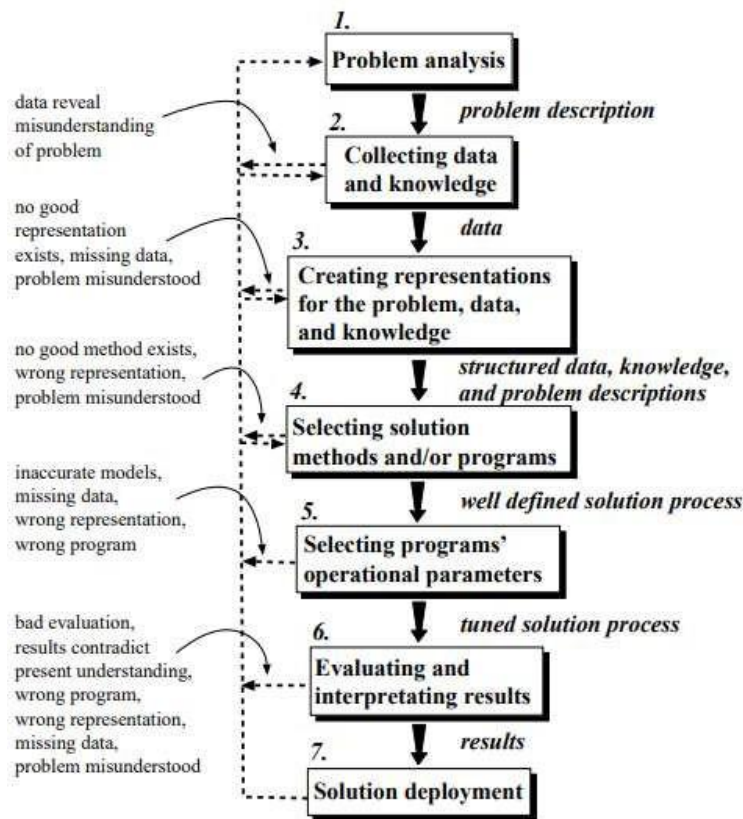 1.
Problem analysis
data reveal
misunderstanding
of problem
problem description
2.
Collecting data
and knowledge
no good
representation
exists, missing data,
problem misunderstood
data
3.
Creating representations
for the problem, data,
and knowledge
no good method exists,
wrong representation,
problem misunderstood
structured data, knowledge,
and problem descriptions
4.
Selecting solution
methods and/or programs
inaccurate models,
missing data,
wrong representation,
wrong program
well defined solution process
5.
Selecting programs'
operational parameters
bad evaluation,
results contradict
present understanding,
wrong program,
wrong representation,
missing data,
problem misunderstood
tuned solution process
6.
Evaluating and
interpretating results
results
7.
Solution deployment